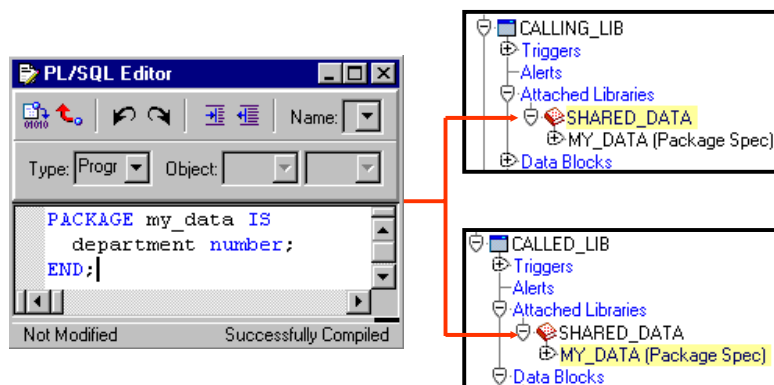 PL/SQL Editor
01010
Name:
Type: Progr
Object:
PACKAGE my_data IS
department number;
END;
Not Modified
Successfully Compiled
CALLING_LIB
Triggers
Alerts
Attached Libraries
SHARED_DATA
MY_DATA (Package Spec)
Data Blocks
CALLED_LIB
Triggers
Alerts
Attached Libraries
SHARED_DATA
MY_DATA (Package Spec)
Data Blocks